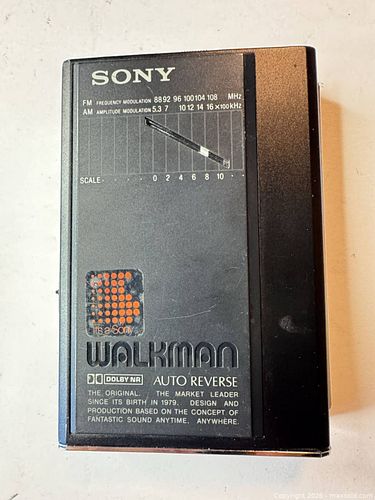 SONY
FM FREQUENCY MODULATION 88 92 96 100 104 108 MHz
AM AMPLITUDE MODULATION 5.3 7 10 12 14 16 ×100kHz
SCALE 0 2 4 6 8 10
It's a Sony
WALKMAN
DOLBY NR AUTO REVERSE
THE ORIGINAL. THE MARKET LEADER
SINCE ITS BIRTH IN 1979. DESIGN AND
PRODUCTION BASED ON THE CONCEPT OF
FANTASTIC SOUND ANYTIME. ANYWHERE.